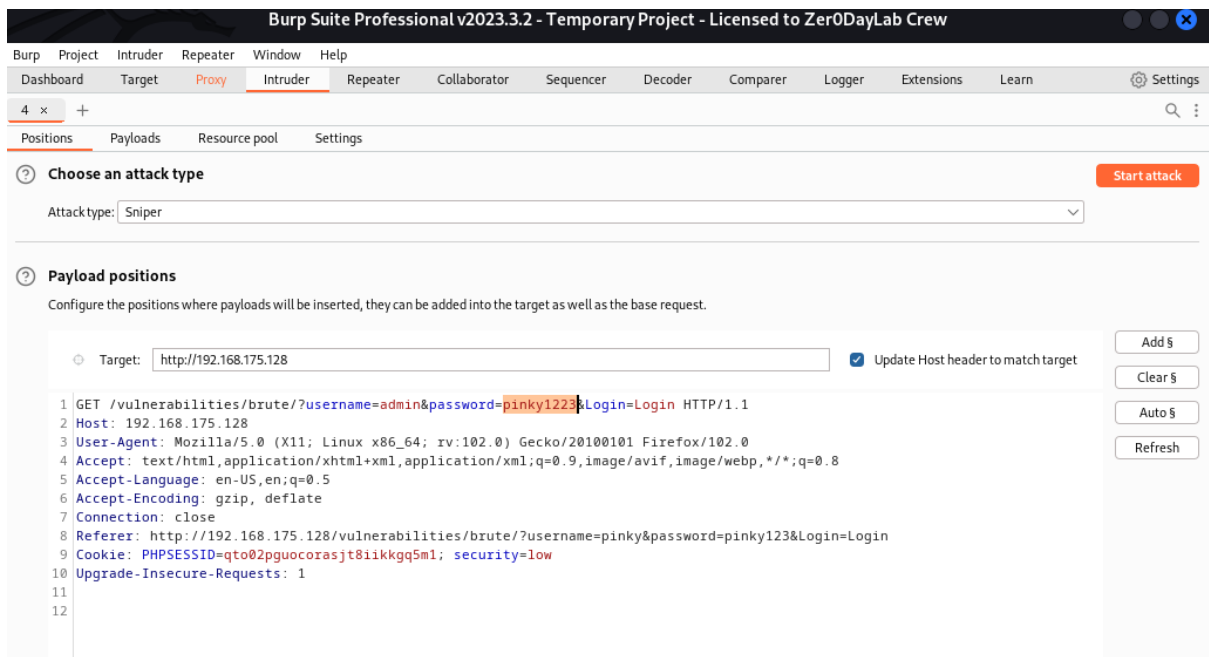 Burp Suite Professional v2023.3.2 - Temporary Project - Licensed to Zer0DayLab Crew
Burp Project Intruder Repeater Window Help
Dashboard Target Proxy Intruder Repeater Collaborator Sequencer Decoder Comparer Logger Extensions Learn Settings
4 × +
Positions Payloads Resource pool Settings
? Choose an attack type Start attack
Attack type: Sniper
? Payload positions
Configure the positions where payloads will be inserted, they can be added into the target as well as the base request.
Target: http://192.168.175.128 Update Host header to match target
Add §
Clear §
Auto §
Refresh
1 GET /vulnerabilities/brute/?username=admin&password=pinky1223&Login=Login HTTP/1.1
2 Host: 192.168.175.128
3 User-Agent: Mozilla/5.0 (X11; Linux x86_64; rv:102.0) Gecko/20100101 Firefox/102.0
4 Accept: text/html,application/xhtml+xml,application/xml;q=0.9,image/avif,image/webp,*/*;q=0.8
5 Accept-Language: en-US,en;q=0.5
6 Accept-Encoding: gzip, deflate
7 Connection: close
8 Referer: http://192.168.175.128/vulnerabilities/brute/?username=pinky&password=pinky123&Login=Login
9 Cookie: PHPSESSID=qto02pguocorasjt8iikkgq5m1; security=low
10 Upgrade-Insecure-Requests: 1
11
12